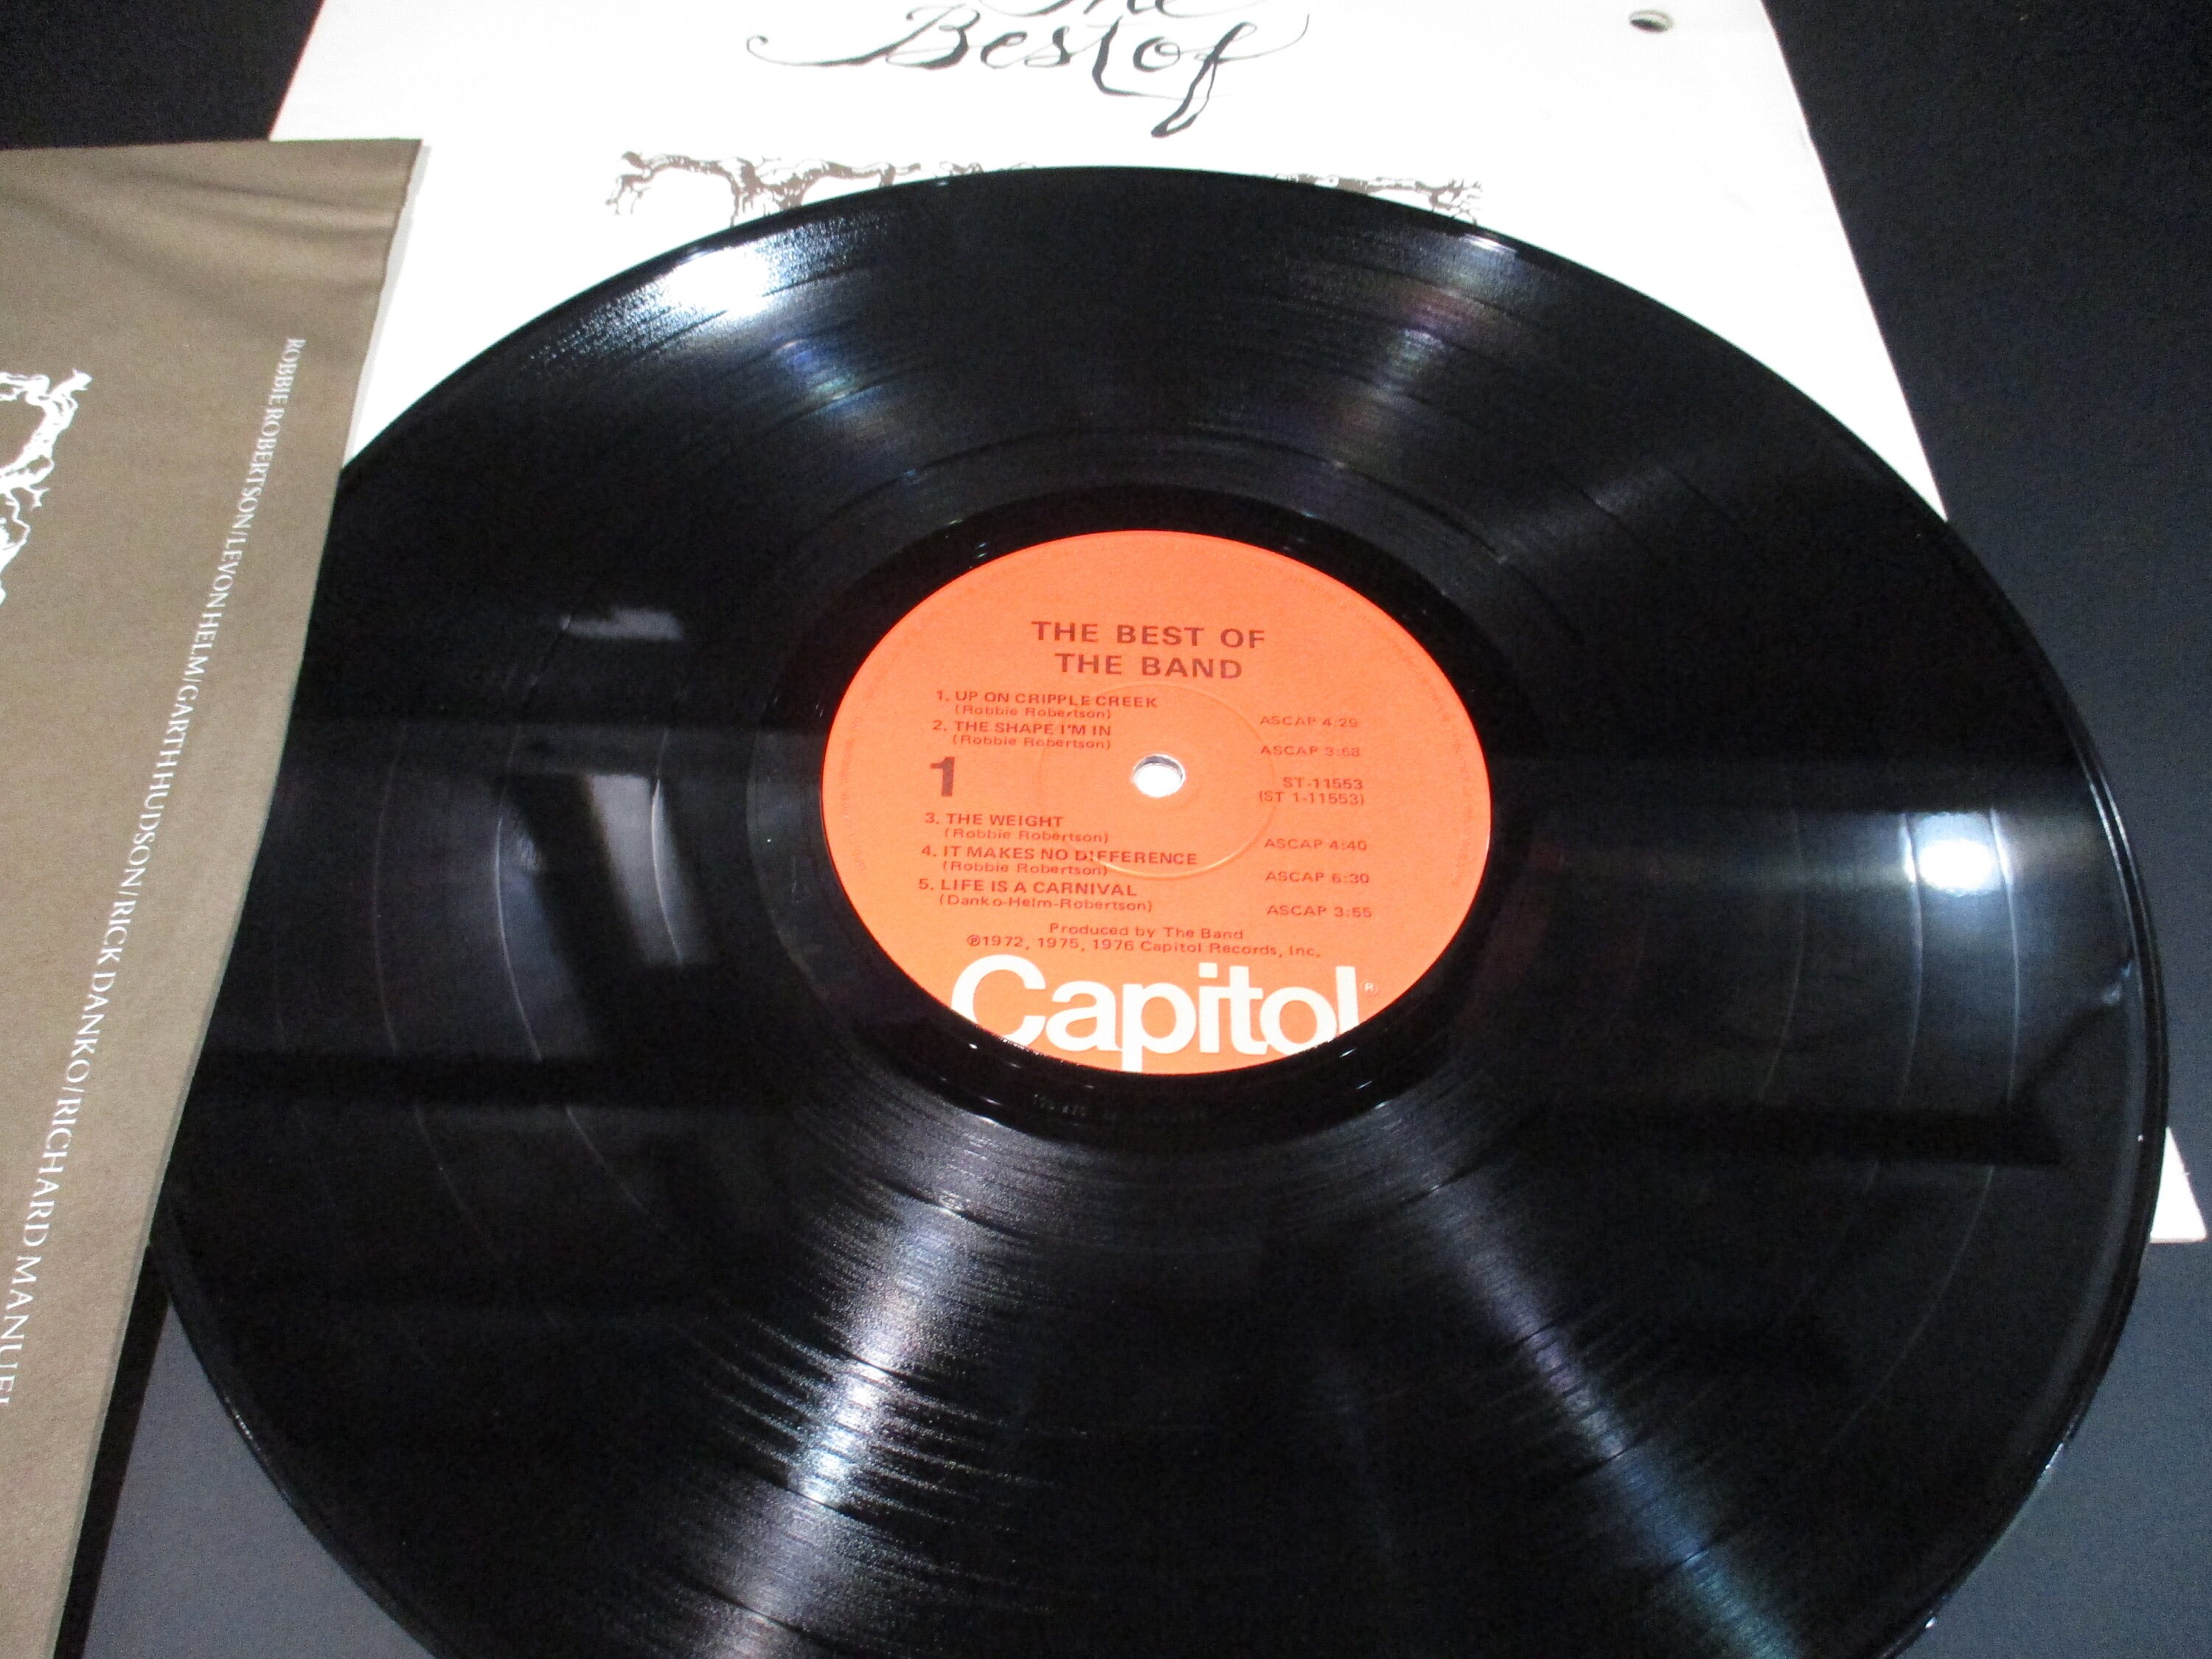 The
Best of
ROBBIE ROBERTSON/LEVON HELM/GARTH HUDSON/RICK DANKO/RICHARD MANUEL
THE BEST OF
THE BAND
1. UP ON CRIPPLE CREEK
(Robbie Robertson) ASCAP 4:29
2. THE SHAPE I'M IN
(Robbie Robertson) ASCAP 3:58
1 ST-11553
(ST 1-11553)
3. THE WEIGHT
(Robbie Robertson) ASCAP 4:40
4. IT MAKES NO DIFFERENCE
(Robbie Robertson) ASCAP 6:30
5. LIFE IS A CARNIVAL
(Danko-Helm-Robertson) ASCAP 3:55
Produced by The Band
℗1972, 1975, 1976 Capitol Records, Inc.
Capitol®